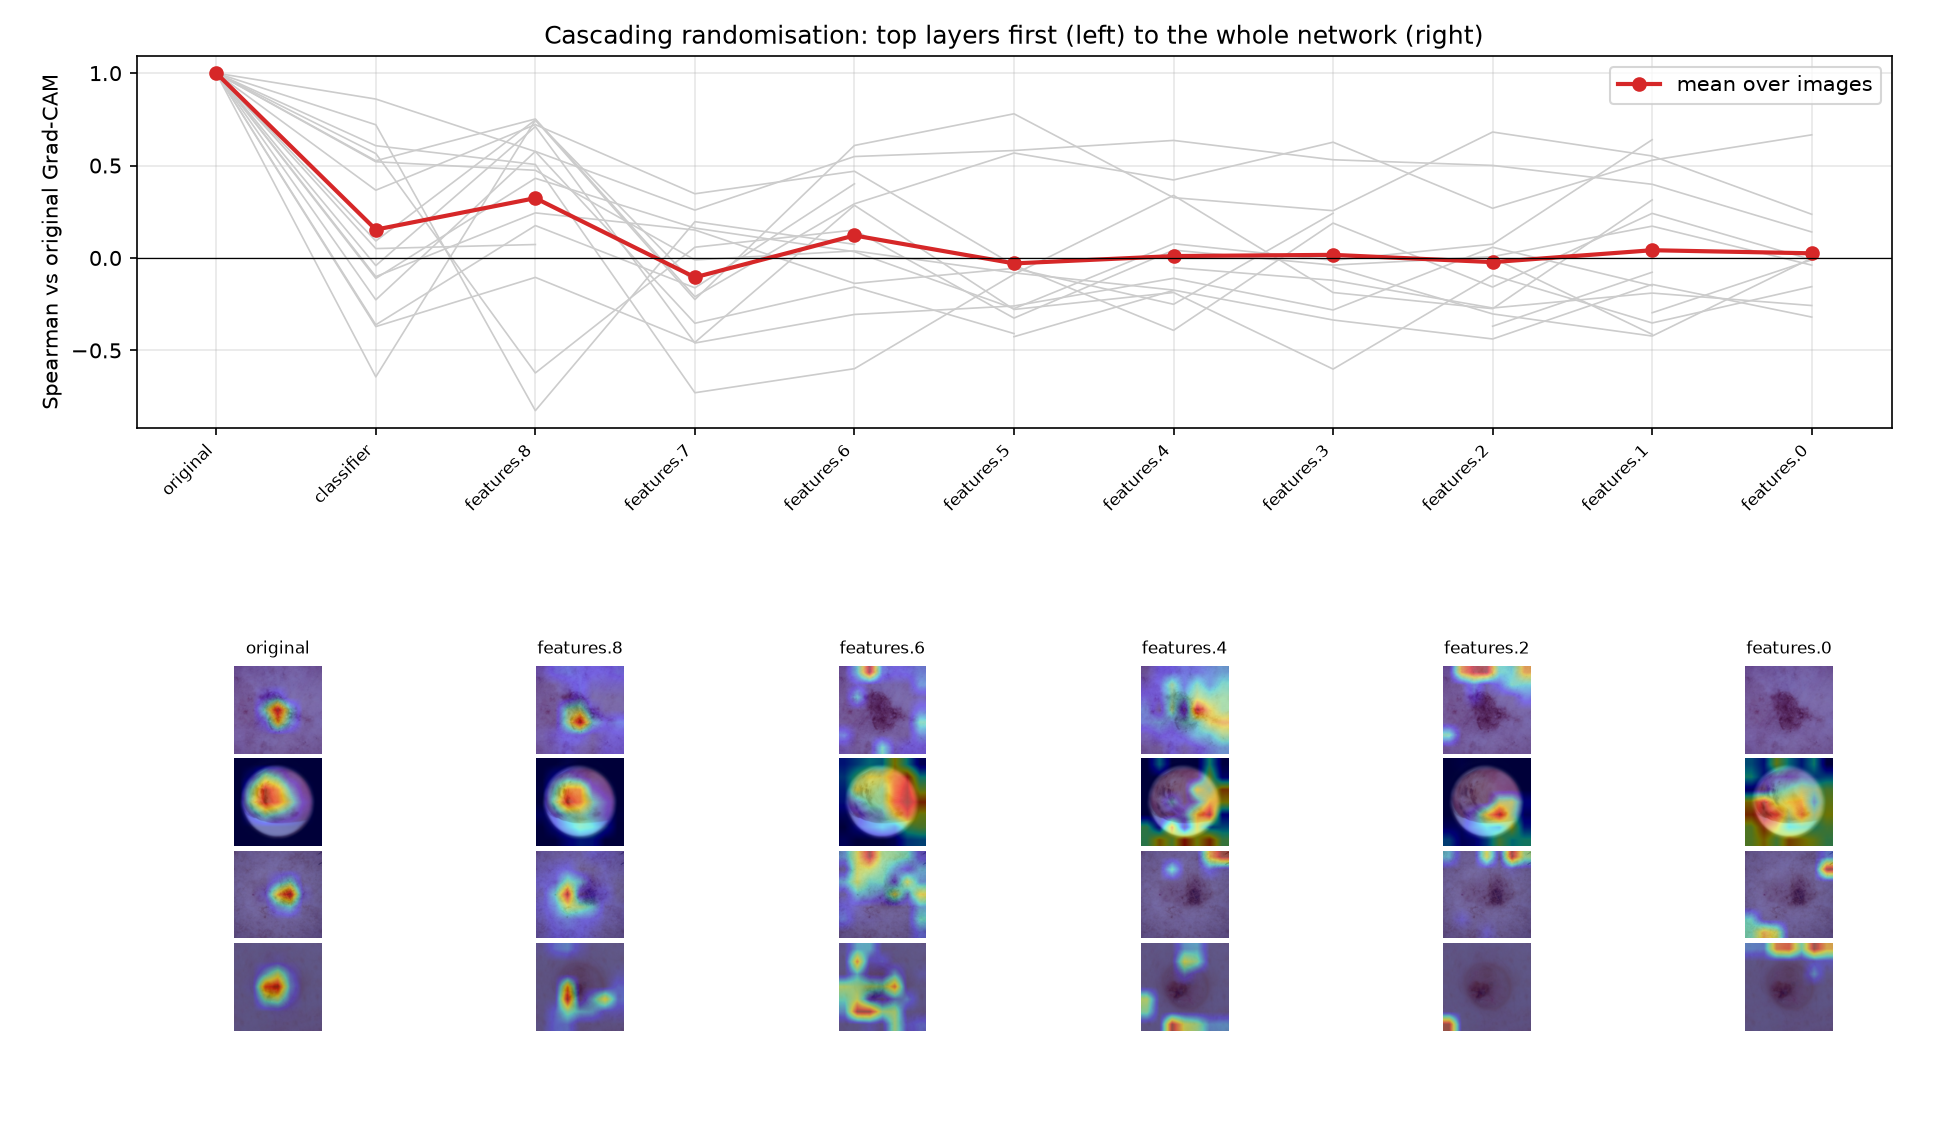 Cascading randomisation: top layers first (left) to the whole network (right)
Spearman vs original Grad-CAM
1.0
0.5
0.0
−0.5
mean over images
original
classifier
features.8
features.7
features.6
features.5
features.4
features.3
features.2
features.1
features.0
original
features.8
features.6
features.4
features.2
features.0